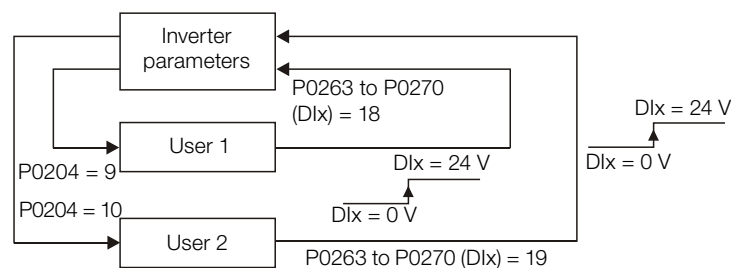 Inverter
parameters
P0263 to P0270
(DIx) = 18
DIx = 24 V
DIx = 0 V
User 1
P0204 = 9
DIx = 24 V
DIx = 0 V
P0204 = 10
User 2
P0263 to P0270 (DIx) = 19